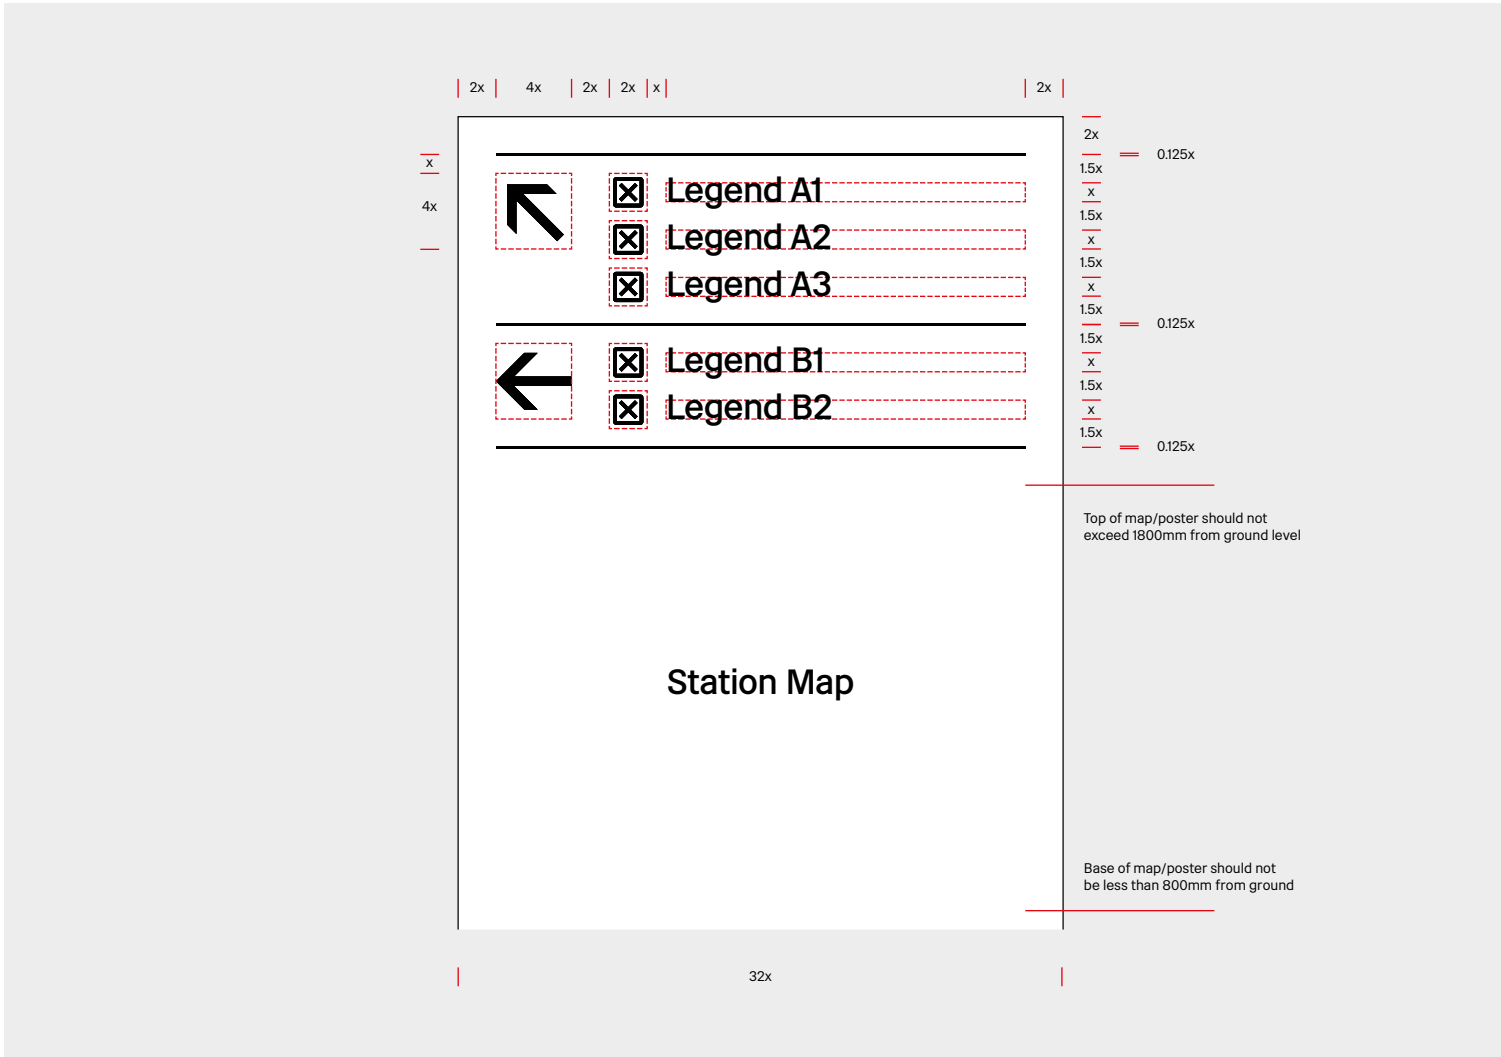 2x 4x 2x 2x x 2x
2x
x
0.125x
1.5x
Legend A1
x
4x
1.5x
Legend A2
x
1.5x
Legend A3
x
1.5x
0.125x
1.5x
Legend B1
x
1.5x
Legend B2
x
1.5x
0.125x
Top of map/poster should not
exceed 1800mm from ground level
Station Map
Base of map/poster should not
be less than 800mm from ground
32x